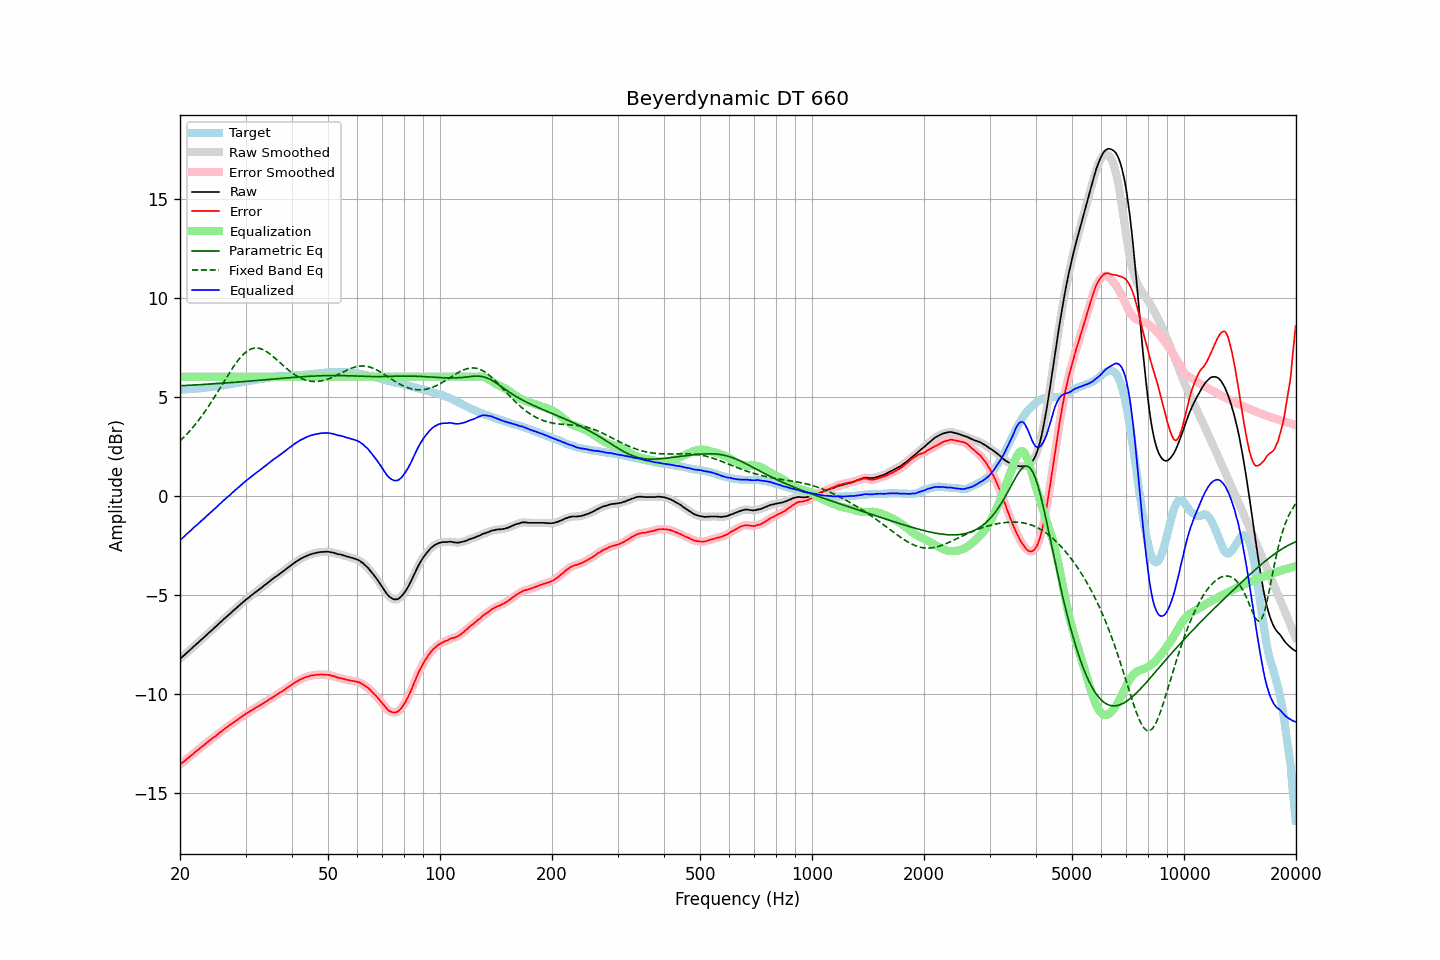 Beyerdynamic DT 660
Target
Raw Smoothed
Error Smoothed
Raw
Error
Equalization
Parametric Eq
Fixed Band Eq
Equalized
15
10
5
0
−5
−10
−15
Amplitude (dBr)
20
50
100
200
500
1000
2000
5000
10000
20000
Frequency (Hz)